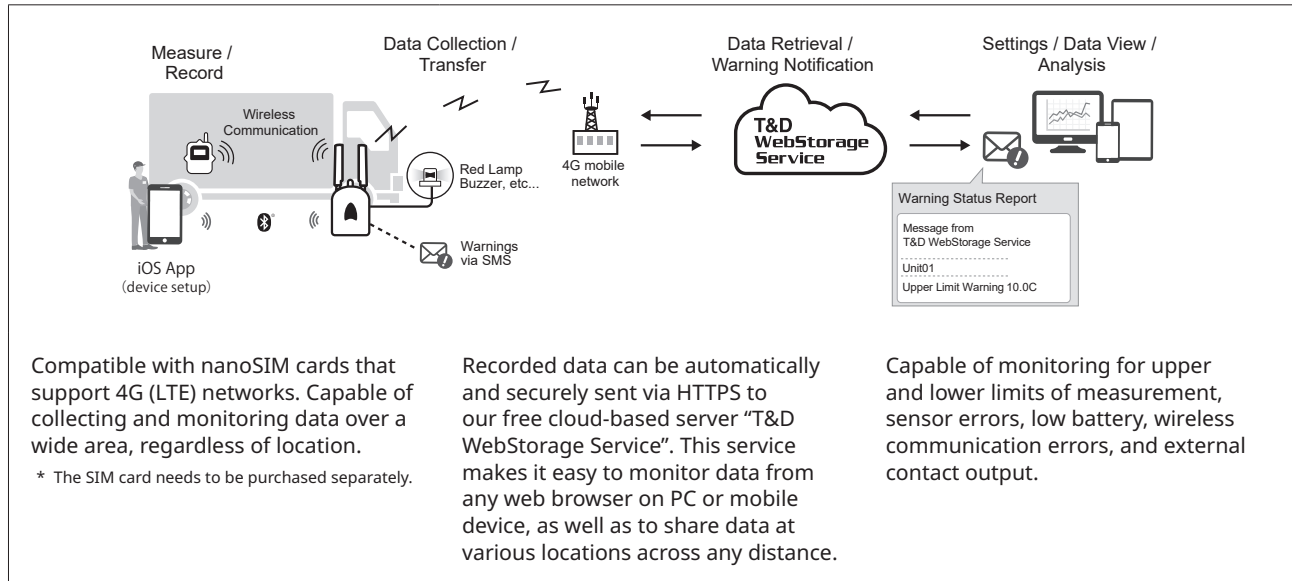 Measure /
Record
Data Collection /
Transfer
Data Retrieval /
Warning Notification
Settings / Data View /
Analysis
Wireless
Communication
Red Lamp
Buzzer, etc...
4G mobile
network
T&D
WebStorage
Service
Warnings
via SMS
iOS App
(device setup)
Warning Status Report
Message from
T&D WebStorage Service
Unit01
Upper Limit Warning 10.0C
Compatible with nanoSIM cards that
support 4G (LTE) networks. Capable of
collecting and monitoring data over a
wide area, regardless of location.
* The SIM card needs to be purchased separately.
Recorded data can be automatically
and securely sent via HTTPS to
our free cloud-based server “T&D
WebStorage Service”. This service
makes it easy to monitor data from
any web browser on PC or mobile
device, as well as to share data at
various locations across any distance.
Capable of monitoring for upper
and lower limits of measurement,
sensor errors, low battery, wireless
communication errors, and external
contact output.